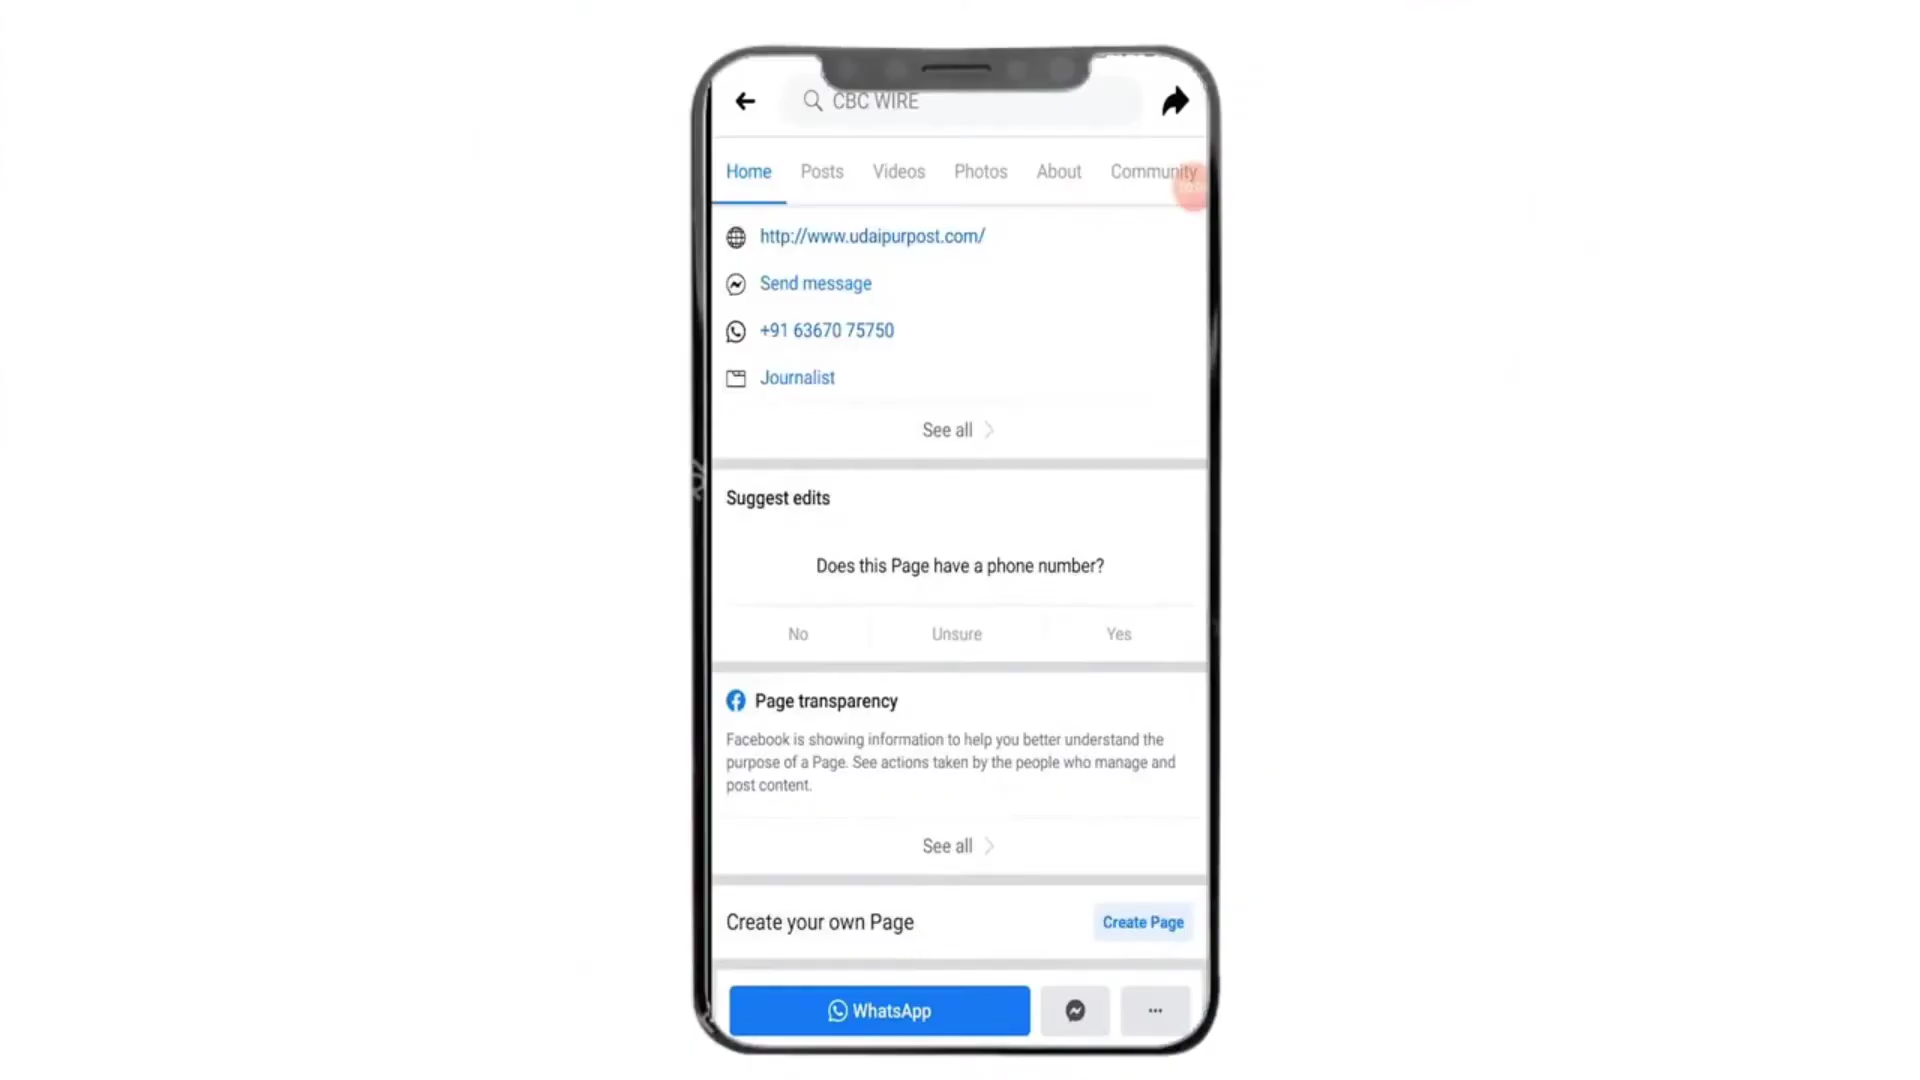 CBC WIRE
Home Posts Videos Photos About Community
http://www.udaipurpost.com/
Send message
+91 63670 75750
Journalist
See all
Suggest edits
Does this Page have a phone number?
No Unsure Yes
Page transparency
Facebook is showing information to help you better understand the
purpose of a Page. See actions taken by the people who manage and
post content.
See all
Create your own Page Create Page
WhatsApp